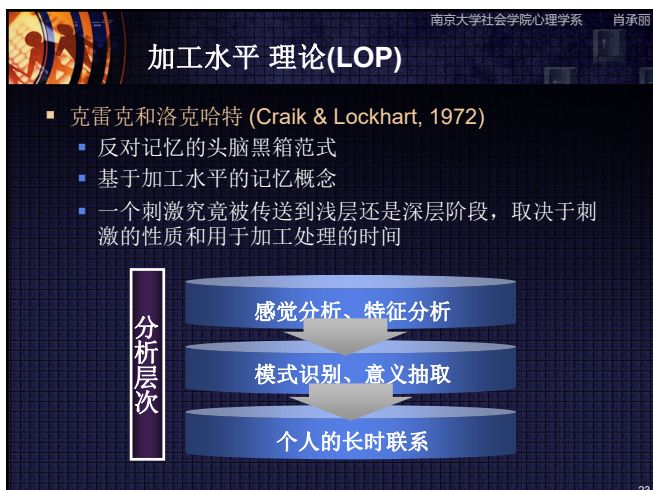 南京大学社会学院心理学系 肖承丽
加工水平 理论(LOP)
克雷克和洛克哈特 (Craik & Lockhart, 1972)
反对记忆的头脑黑箱范式
基于加工水平的记忆概念
一个刺激究竟被传送到浅层还是深层阶段，取决于刺
激的性质和用于加工处理的时间
分析层次
感觉分析、特征分析
模式识别、意义抽取
个人的长时联系
23